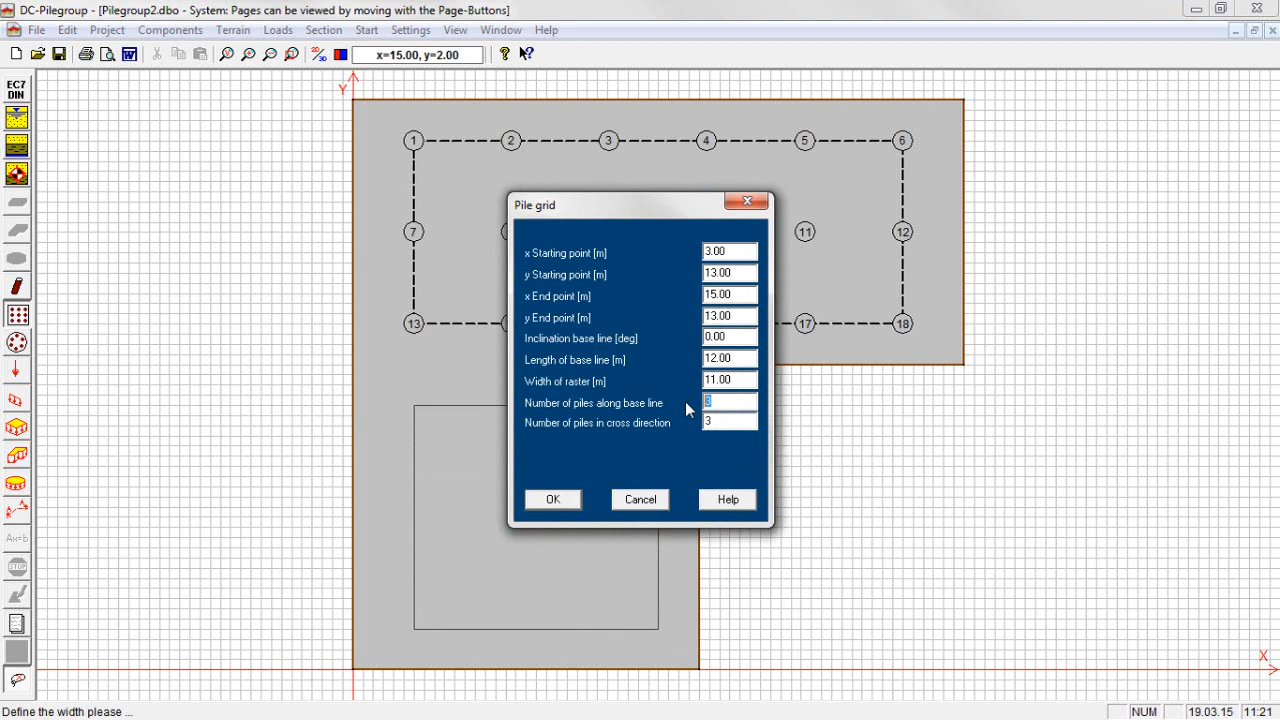 DC-Pilegroup - [Pilegroup2.dbo - System: Pages can be viewed by moving with the Page-Buttons]
File Edit Project Components Terrain Loads Section Start Settings View Window Help
2D/3D x=15.00, y=2.00
EC7
DIN
Y
1 2 3 4 5 6
Pile grid
7 11 12
x Starting point [m] 3.00
y Starting point [m] 13.00
x End point [m] 15.00
y End point [m] 13.00
13 17 18
Inclination base line [deg] 0.00
Length of base line [m] 12.00
Width of raster [m] 11.00
Number of piles along base line 3
Number of piles in cross direction 3
OK Cancel Help
Ax=b
STOP
X
Define the width please ... NUM 19.03.15 11:21